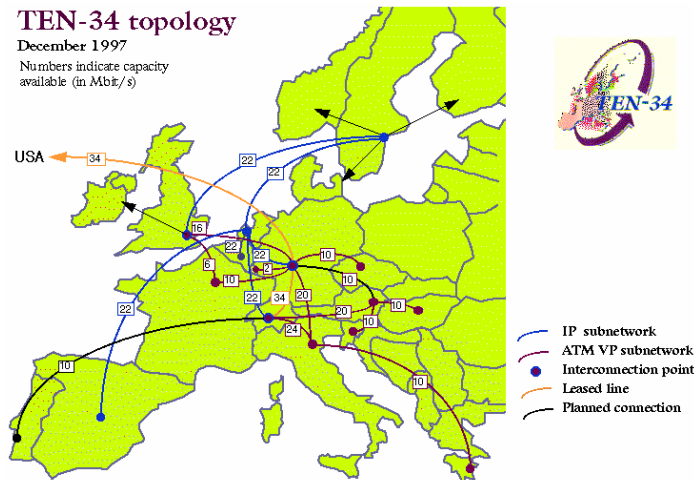 TEN-34 topology
December 1997
Numbers indicate capacity
available (in Mbit/s)
TEN-34
USA
34
22
22
16
22
22
10
6
10
2
10
22
22
34
20
20
10
10
24
10
10
IP subnetwork
ATM VP subnetwork
Interconnection point
Leased line
Planned connection